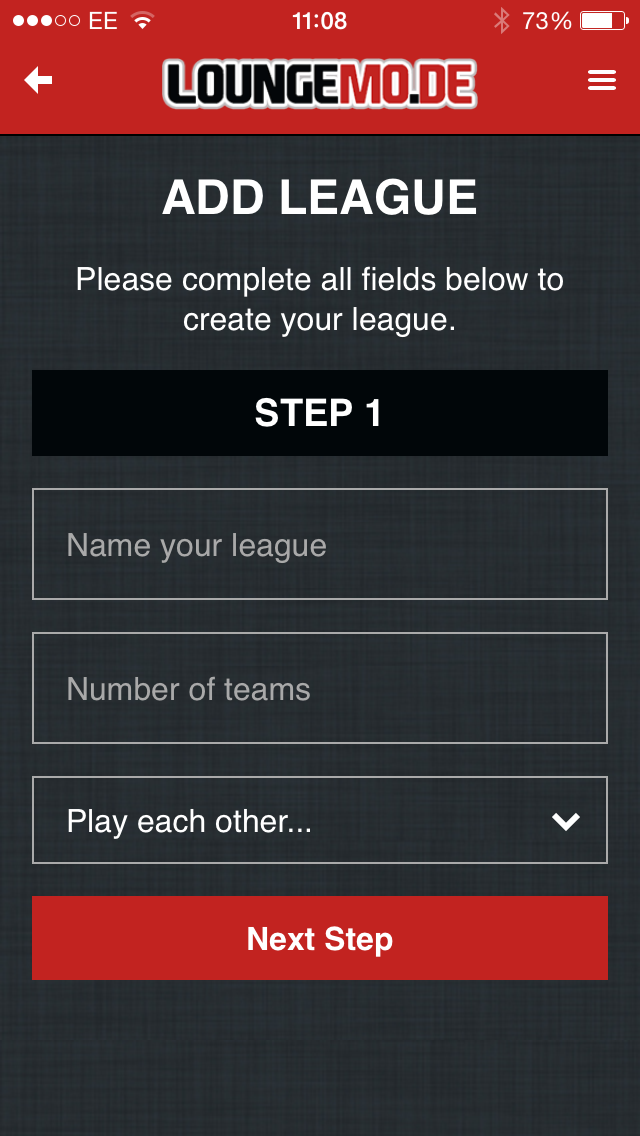 EE 11:08 73%
LOUNGEMO.DE
ADD LEAGUE
Please complete all fields below to
create your league.
STEP 1
Name your league
Number of teams
Play each other...
Next Step